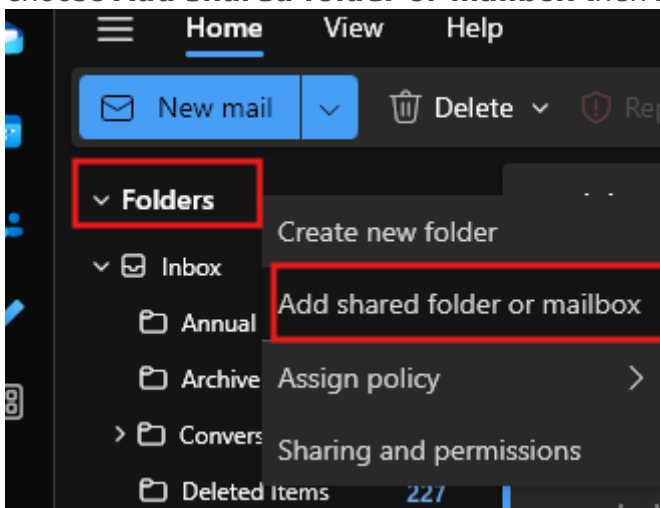 Home View Help
New mail Delete
Folders
Create new folder
Inbox
Add shared folder or mailbox
Annual
Archive Assign policy
Convers
Sharing and permissions
Deleted Items 227